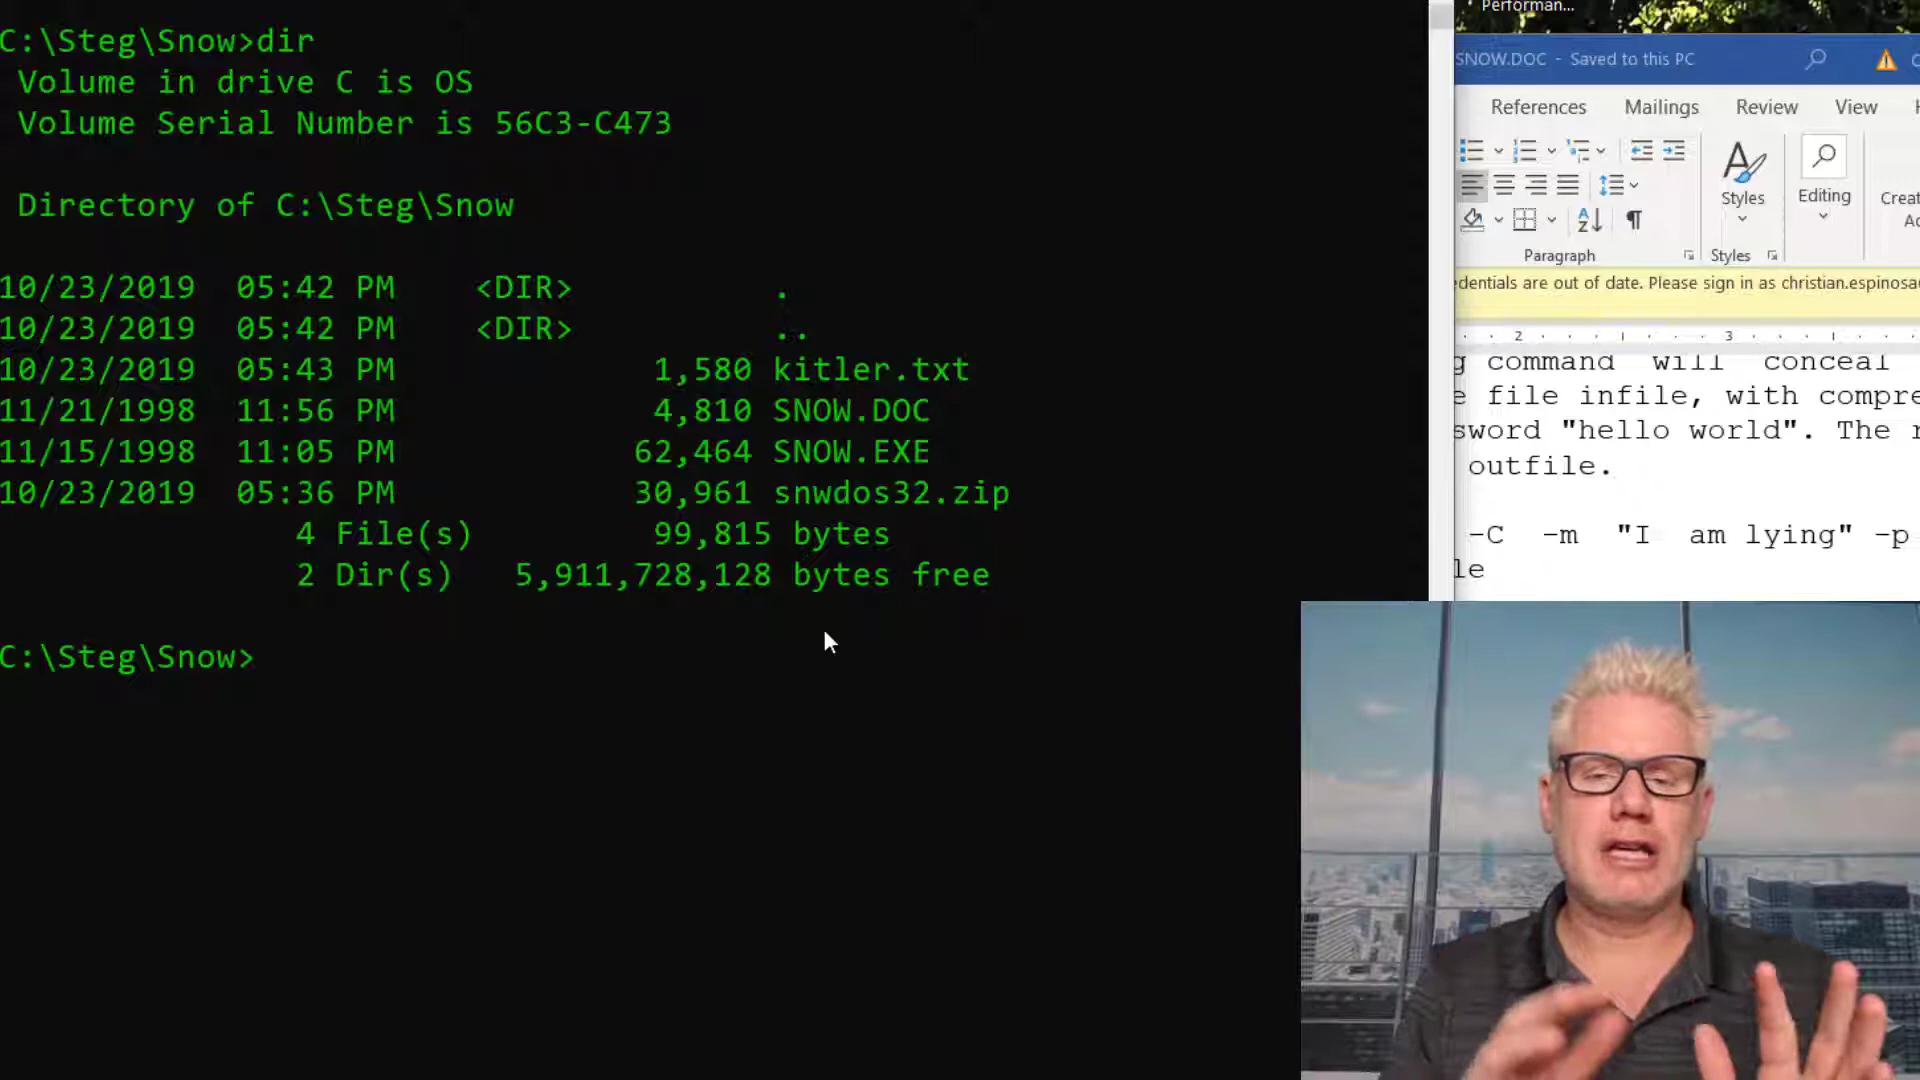 C:\Steg\Snow>dir
Volume in drive C is OS
Volume Serial Number is 56C3-C473
Directory of C:\Steg\Snow
10/23/2019 05:42 PM <DIR> .
10/23/2019 05:42 PM <DIR> ..
10/23/2019 05:43 PM 1,580 kitler.txt
11/21/1998 11:56 PM 4,810 SNOW.DOC
11/15/1998 11:05 PM 62,464 SNOW.EXE
10/23/2019 05:36 PM 30,961 snwdos32.zip
4 File(s) 99,815 bytes
2 Dir(s) 5,911,728,128 bytes free
C:\Steg\Snow>
Performan...
SNOW.DOC - Saved to this PC
References Mailings Review View
Styles
Editing
Paragraph
Styles
are out of date. Please sign in as
2 3
command will conceal
file infile, with
"hello world". The
outfile.
-C -m "I am lying" -p